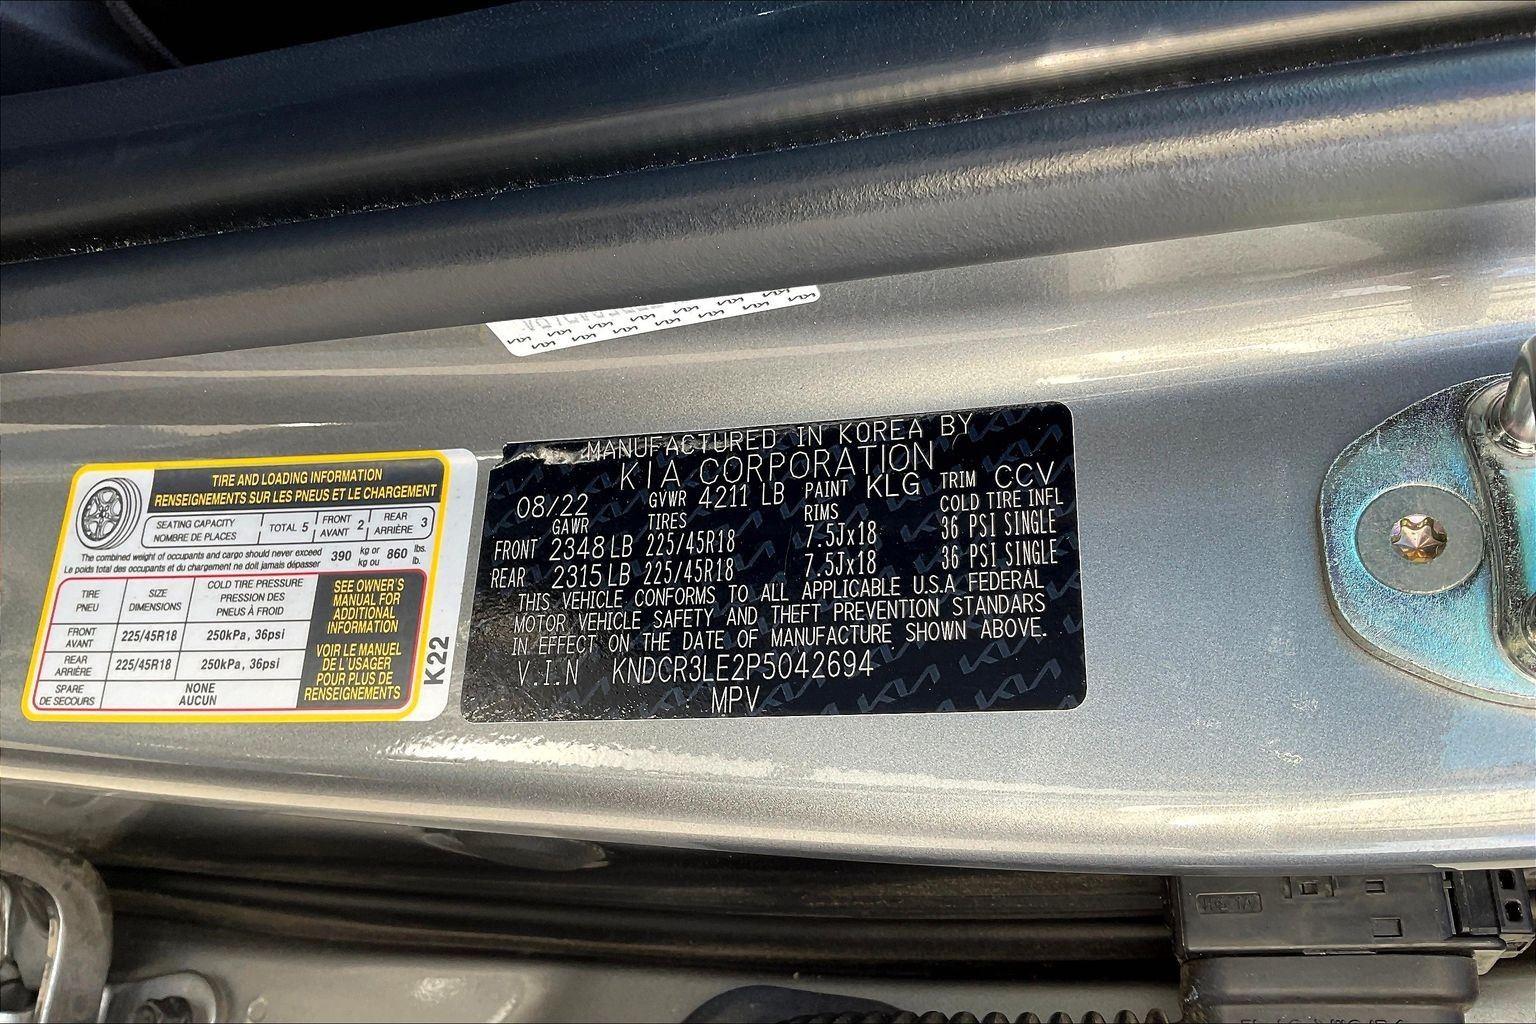 TIRE AND LOADING INFORMATION
RENSEIGNEMENTS SUR LES PNEUS ET LE CHARGEMENT
SEATING CAPACITY
NOMBRE DE PLACES
TOTAL 5
FRONT
AVANT 2
REAR
ARRIÈRE 3
The combined weight of occupants and cargo should never exceed 390 kg or 860 lbs.
Le poids total des occupants et du chargement ne doit jamais dépasser kg ou lb.
TIRE
PNEU
SIZE
DIMENSIONS
COLD TIRE PRESSURE
PRESSION DES
PNEUS À FROID
FRONT
AVANT
225/45R18
250kPa, 36psi
REAR
ARRIÈRE
225/45R18
250kPa, 36psi
SPARE
DE SECOURS
NONE
AUCUN
SEE OWNER'S
MANUAL FOR
ADDITIONAL
INFORMATION
VOIR LE MANUEL
DE L'USAGER
POUR PLUS DE
RENSEIGNEMENTS
K22
MANUFACTURED IN KOREA BY
KIA CORPORATION
08/22 GVWR 4211 LB PAINT KLG TRIM CCV
GAWR TIRES RIMS COLD TIRE INFL
FRONT 2348 LB 225/45R18 7.5Jx18 36 PSI SINGLE
REAR 2315 LB 225/45R18 7.5Jx18 36 PSI SINGLE
THIS VEHICLE CONFORMS TO ALL APPLICABLE U.S.A FEDERAL
MOTOR VEHICLE SAFETY AND THEFT PREVENTION STANDARS
IN EFFECT ON THE DATE OF MANUFACTURE SHOWN ABOVE.
V.I.N KNDCR3LE2P5042694
MPV